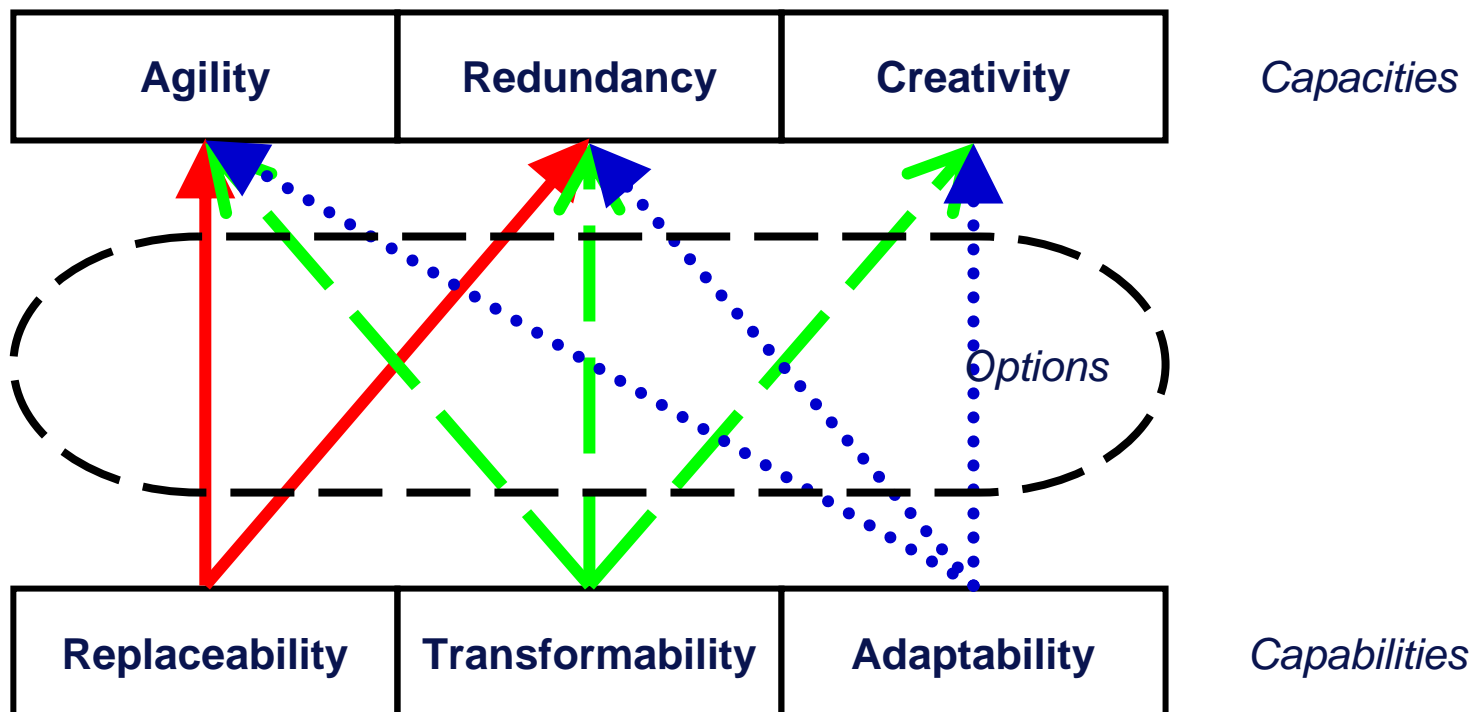 Agility Redundancy Creativity Capacities
Options
Replaceability Transformability Adaptability Capabilities